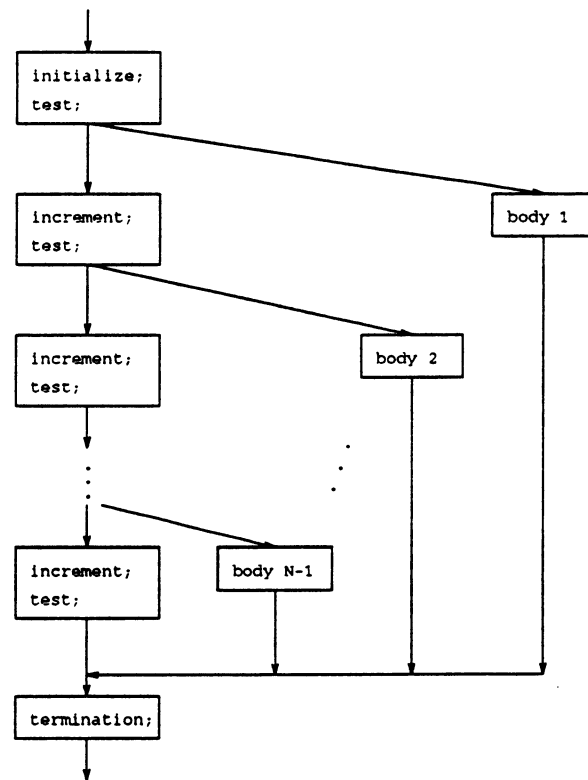 initialize;
test;
increment;
test;
body 1
increment;
test;
body 2
increment;
test;
body N-1
termination;